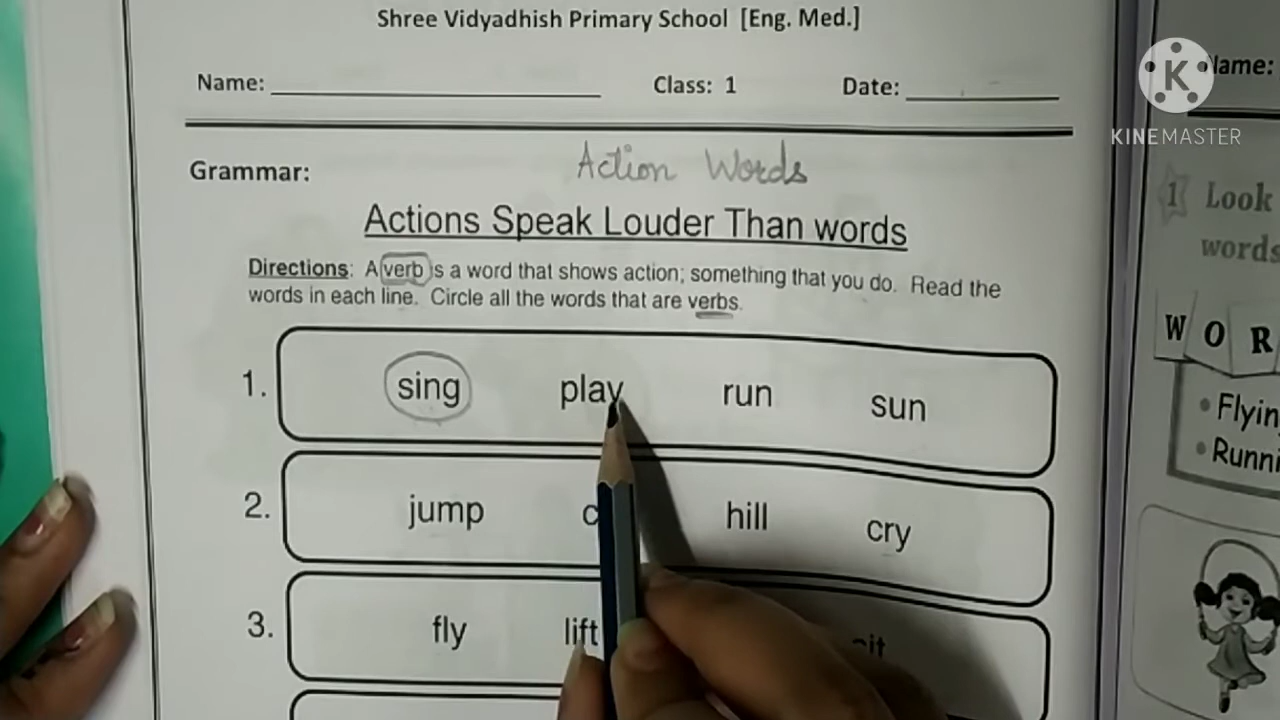 Shree Vidyadhish Primary School [Eng. Med.]
Name: Class: 1 Date:
Grammar: Action Words
Actions Speak Louder Than words
Directions: A verb is a word that shows action; something that you do. Read the
words in each line. Circle all the words that are verbs.
1. sing play run sun
2. jump hill cry
3. fly lift
K
KINEMASTER
Name:
1 Look
words
W O R
• Flyin
• Runni